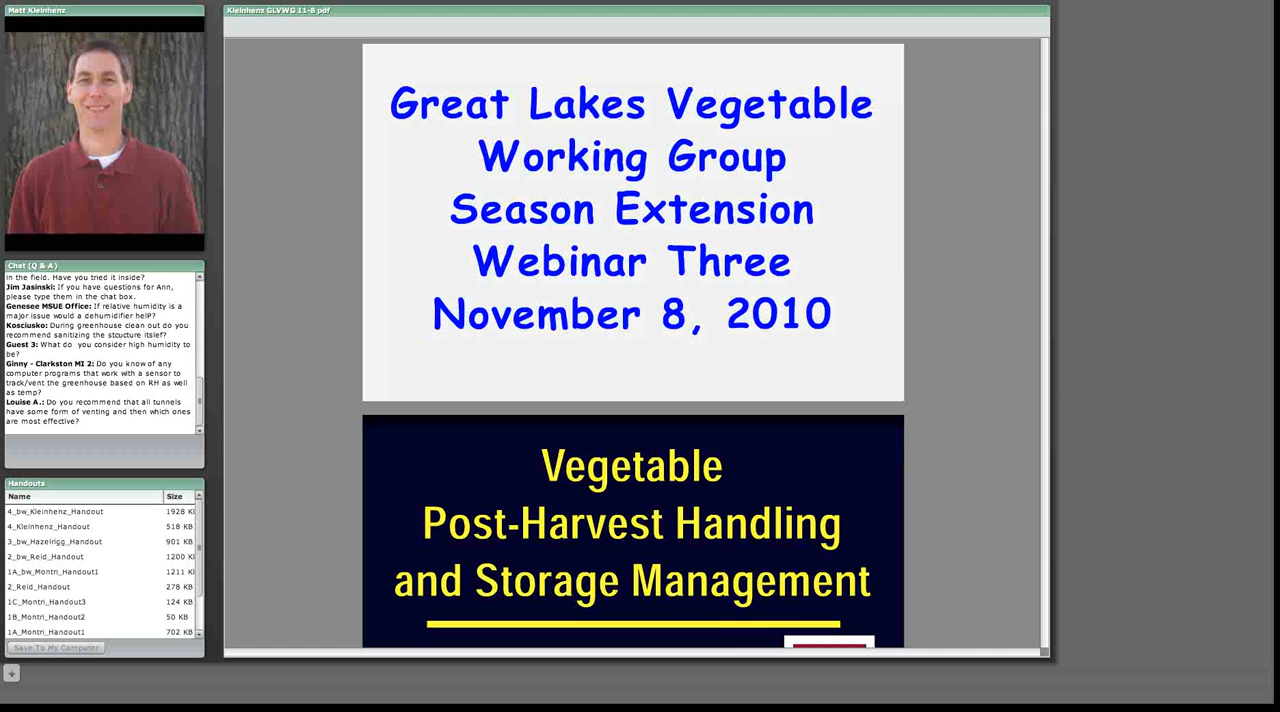 Matt Kleinhenz
Chat (Q & A)
in the field. Have you tried it inside?
Jim Jasinski: If you have questions for Ann,
please type them in the chat box.
Genesee MSUE Office: If relative humidity is a
major issue would a dehumidifier help?
Kosciusko: During greenhouse clean out do you
recommend sanitizing the structure itslef?
Guest 3: What do you consider high humidity to
be?
Ginny - Clarkston MI 2: Do you know of any
computer programs that work with a sensor to
track/vent the greenhouse based on RH as well
as temp?
Louise A.: Do you recommend that all tunnels
have some form of venting and then which ones
are most effective?
Handouts
Name Size
4_bw_Kleinhenz_Handout 1928 KI
4_Kleinhenz_Handout 518 KB
3_bw_Hazelrigg_Handout 901 KB
2_bw_Reid_Handout 1200 KI
1A_bw_Montri_Handout1 1211 KI
2_Reid_Handout 278 KB
1C_Montri_Handout3 124 KB
1B_Montri_Handout2 50 KB
1A_Montri_Handout1 702 KB
Save To My Computer
Kleinhenz GLVWG 11-8 pdf
Great Lakes Vegetable
Working Group
Season Extension
Webinar Three
November 8, 2010
Vegetable
Post-Harvest Handling
and Storage Management